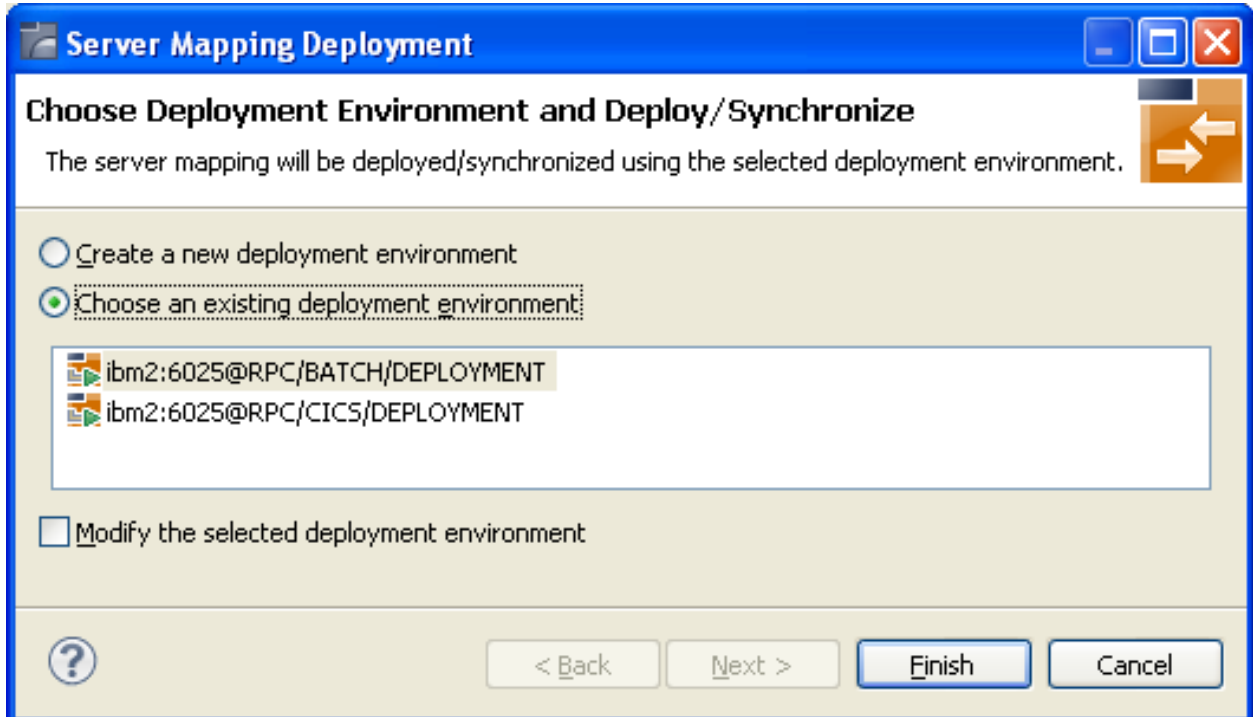 Server Mapping Deployment
Choose Deployment Environment and Deploy/Synchronize
The server mapping will be deployed/synchronized using the selected deployment environment.
Create a new deployment environment
Choose an existing deployment environment
ibm2:6025@RPC/BATCH/DEPLOYMENT
ibm2:6025@RPC/CICS/DEPLOYMENT
Modify the selected deployment environment
? < Back Next > Finish Cancel